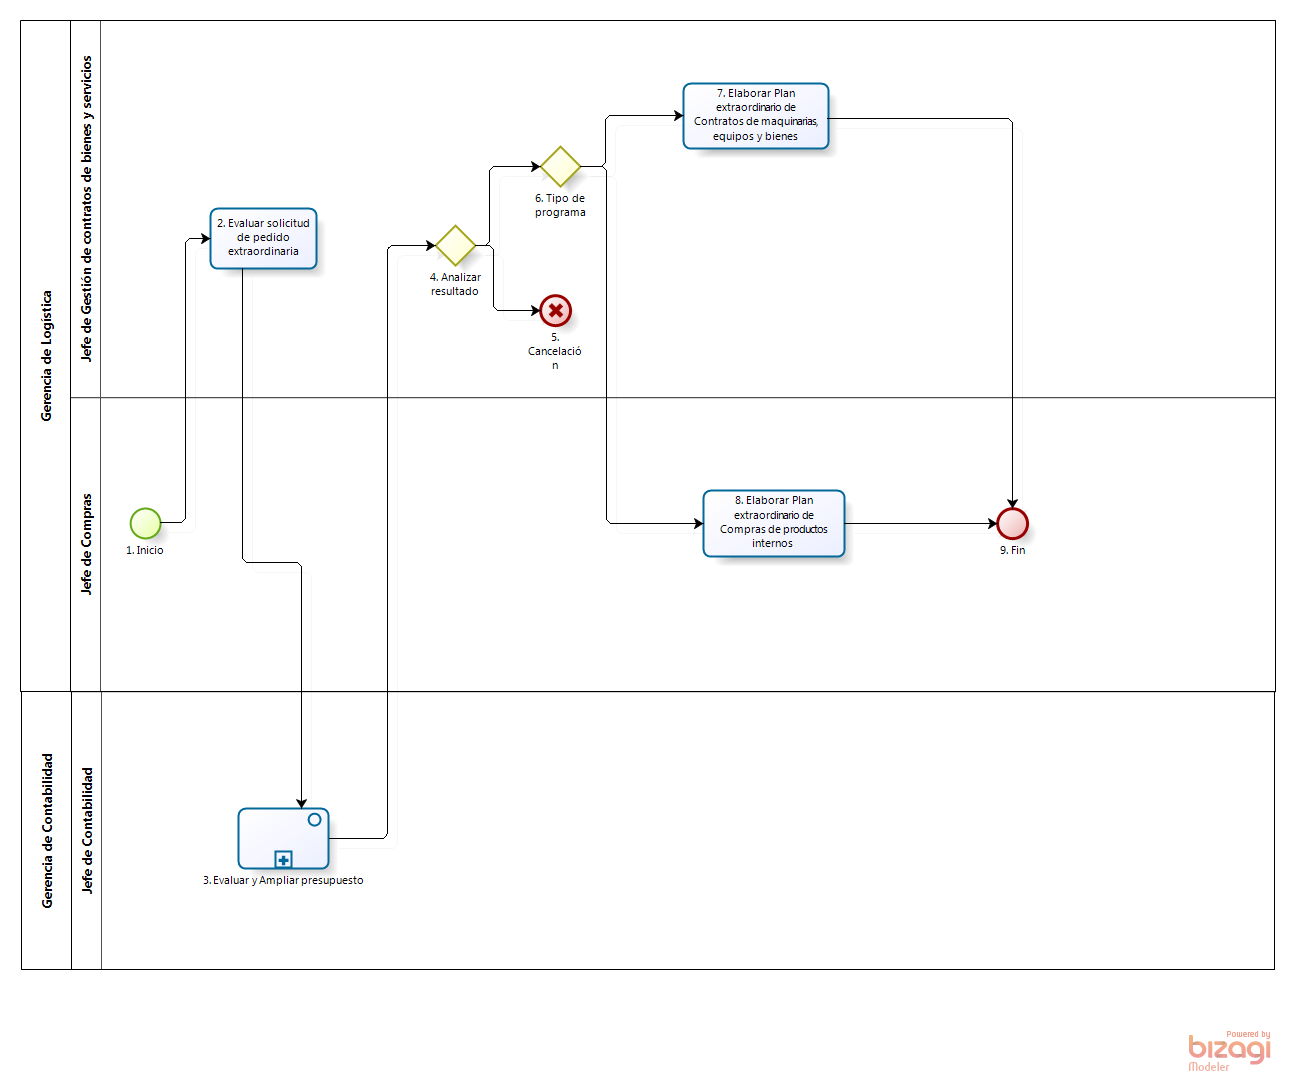 Gerencia de Logística
Jefe de Gestión de contratos de bienes y servicios
7. Elaborar Plan
extraordinario de
Contratos de maquinarias,
equipos y bienes
6. Tipo de
programa
2. Evaluar solicitud
de pedido
extraordinaria
4. Analizar
resultado
5.
Cancelació
n
Jefe de Compras
1. Inicio
8. Elaborar Plan
extraordinario de
Compras de productos
internos
9. Fin
Gerencia de Contabilidad
Jefe de Contabilidad
3. Evaluar y Ampliar presupuesto
Powered by
bizagi
Modeler